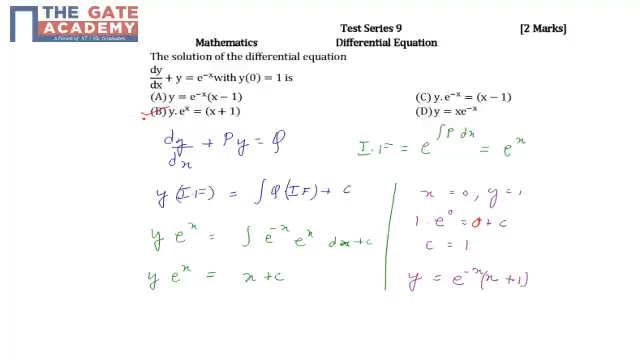 THE GATE
ACADEMY
A Forum of IIT / IISc Graduates
Test Series 9 [2 Marks]
Mathematics Differential Equation
The solution of the differential equation
dy/dx + y = e^{-x} with y(0) = 1 is
(A) y = e^{-x}(x − 1) (C) y. e^{-x} = (x − 1)
(B) y. e^{x} = (x + 1) (D) y = xe^{-x}
dy/dx + Py = Q
I.F = e^{∫P dx} = e^{x}
y (I.F) = ∫ Q (I F) + C
y e^{x} = ∫ e^{-x} e^{x} dx + c
y e^{x} = x + c
x = 0, y = 1
1 . e^{0} = 0 + c
c = 1
y = e^{-x}(x + 1)